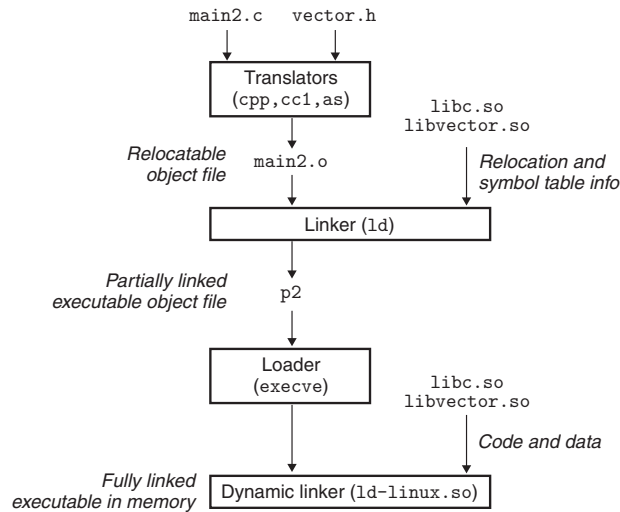 main2.c vector.h
Translators
(cpp,cc1,as)
libc.so
libvector.so
Relocatable
object file
main2.o
Relocation and
symbol table info
Linker (ld)
Partially linked
executable object file
p2
Loader
(execve)
libc.so
libvector.so
Code and data
Fully linked
executable in memory
Dynamic linker (ld-linux.so)